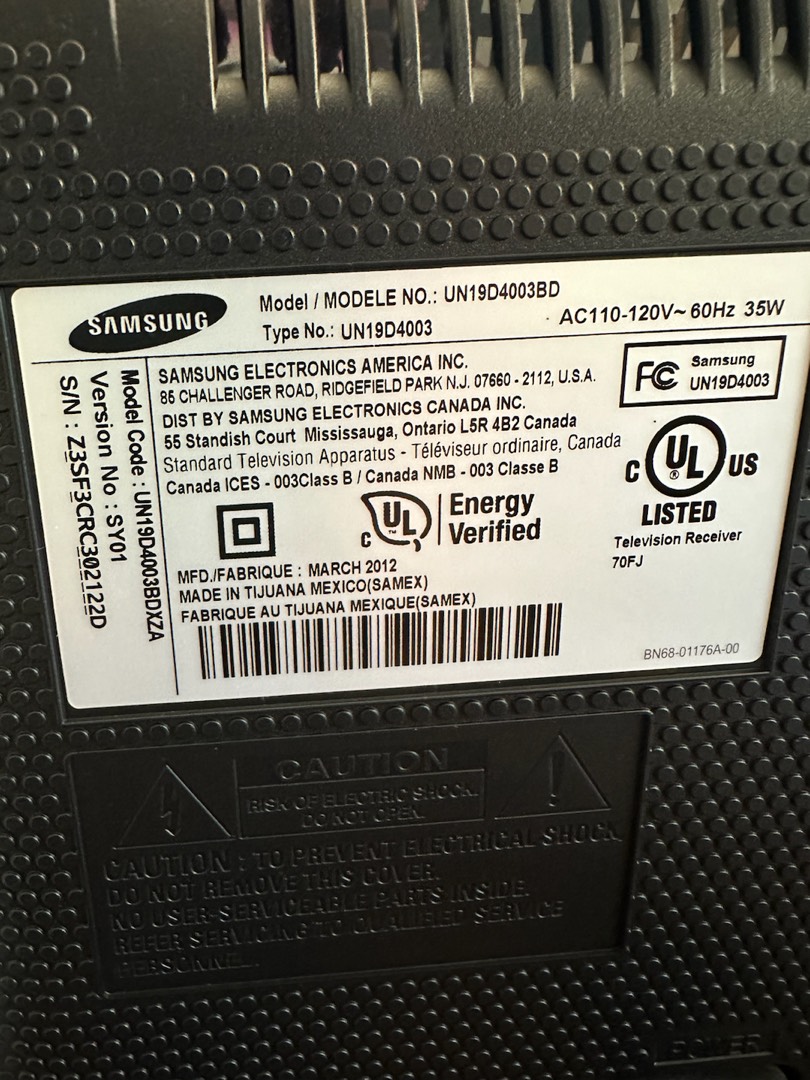 SAMSUNG
Model / MODELE NO.: UN19D4003BD
Type No.: UN19D4003
AC110-120V~ 60Hz 35W
Model Code : UN19D4003BDXZA
Version No : SY01
S/N : Z3SF3CRC302122D
SAMSUNG ELECTRONICS AMERICA INC.
85 CHALLENGER ROAD, RIDGEFIELD PARK N.J. 07660 - 2112, U.S.A.
DIST BY SAMSUNG ELECTRONICS CANADA INC.
55 Standish Court Mississauga, Ontario L5R 4B2 Canada
Standard Television Apparatus - Téléviseur ordinaire, Canada
Canada ICES - 003Class B / Canada NMB - 003 Classe B
FC Samsung
UN19D4003
C UL ® US
LISTED
Television Receiver
70FJ
C UL ™ Energy
Verified
MFD./FABRIQUE : MARCH 2012
MADE IN TIJUANA MEXICO(SAMEX)
FABRIQUE AU TIJUANA MEXIQUE(SAMEX)
BN68-01176A-00
CAUTION
RISK OF ELECTRIC SHOCK.
DO NOT OPEN.
CAUTION : TO PREVENT ELECTRICAL SHOCK
DO NOT REMOVE THIS COVER.
NO USER-SERVICEABLE PARTS INSIDE.
REFER SERVICING TO QUALIFIED SERVICE
PERSONNEL.
POWER